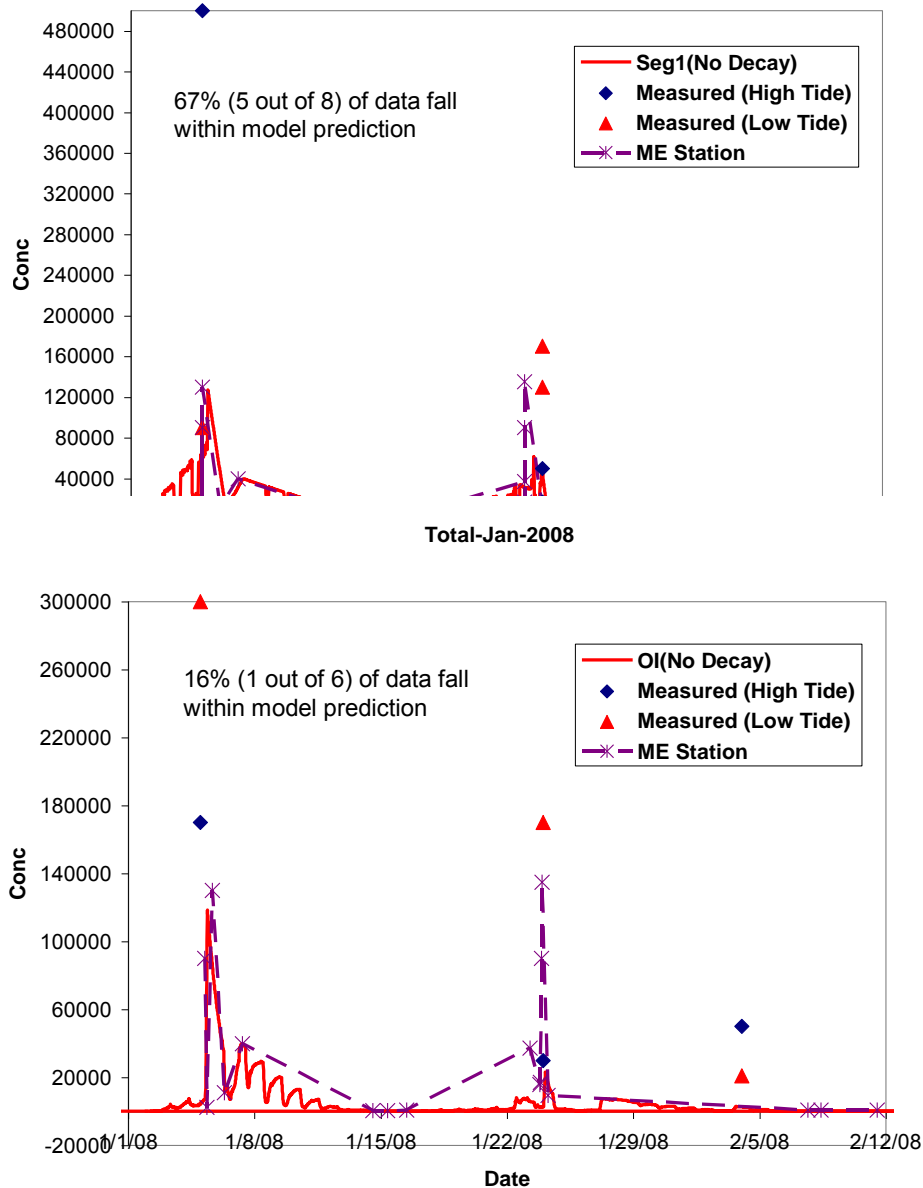 480000
440000
400000
360000
320000
280000
240000
200000
160000
120000
80000
40000
Conc
67% (5 out of 8) of data fall
within model prediction
Seg1(No Decay)
Measured (High Tide)
Measured (Low Tide)
ME Station
Total-Jan-2008
300000
260000
220000
180000
140000
100000
60000
20000
-20000
Conc
16% (1 out of 6) of data fall
within model prediction
OI(No Decay)
Measured (High Tide)
Measured (Low Tide)
ME Station
1/1/08 1/8/08 1/15/08 1/22/08 1/29/08 2/5/08 2/12/08
Date